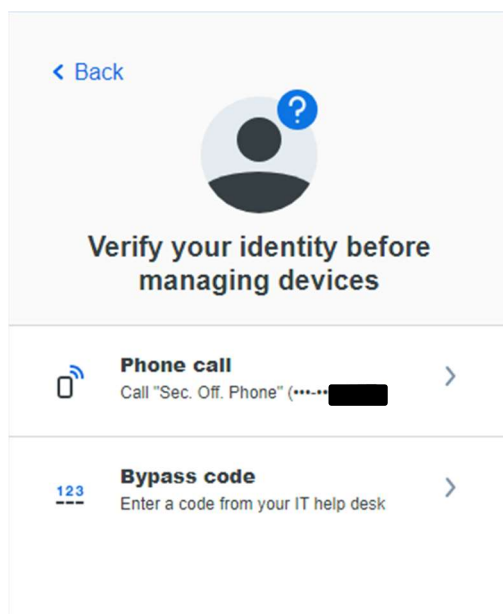 Back
?
Verify your identity before
managing devices
Phone call
Call "Sec. Off. Phone" (•••-••
Bypass code
123
Enter a code from your IT help desk